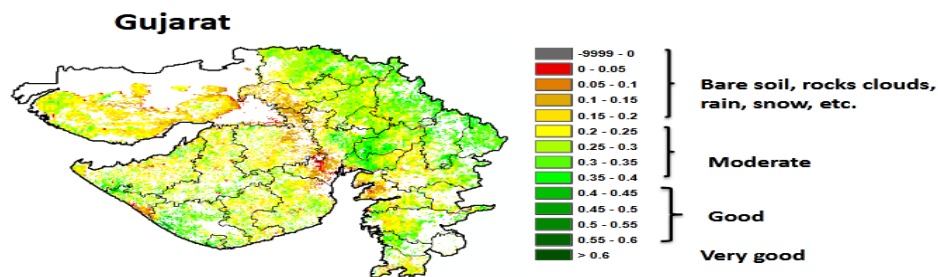 Gujarat
-9999 - 0
0 - 0.05
0.05 - 0.1
0.1 - 0.15
0.15 - 0.2
0.2 - 0.25
0.25 - 0.3
0.3 - 0.35
0.35 - 0.4
0.4 - 0.45
0.45 - 0.5
0.5 - 0.55
0.55 - 0.6
> 0.6
Bare soil, rocks clouds,
rain, snow, etc.
Moderate
Good
Very good